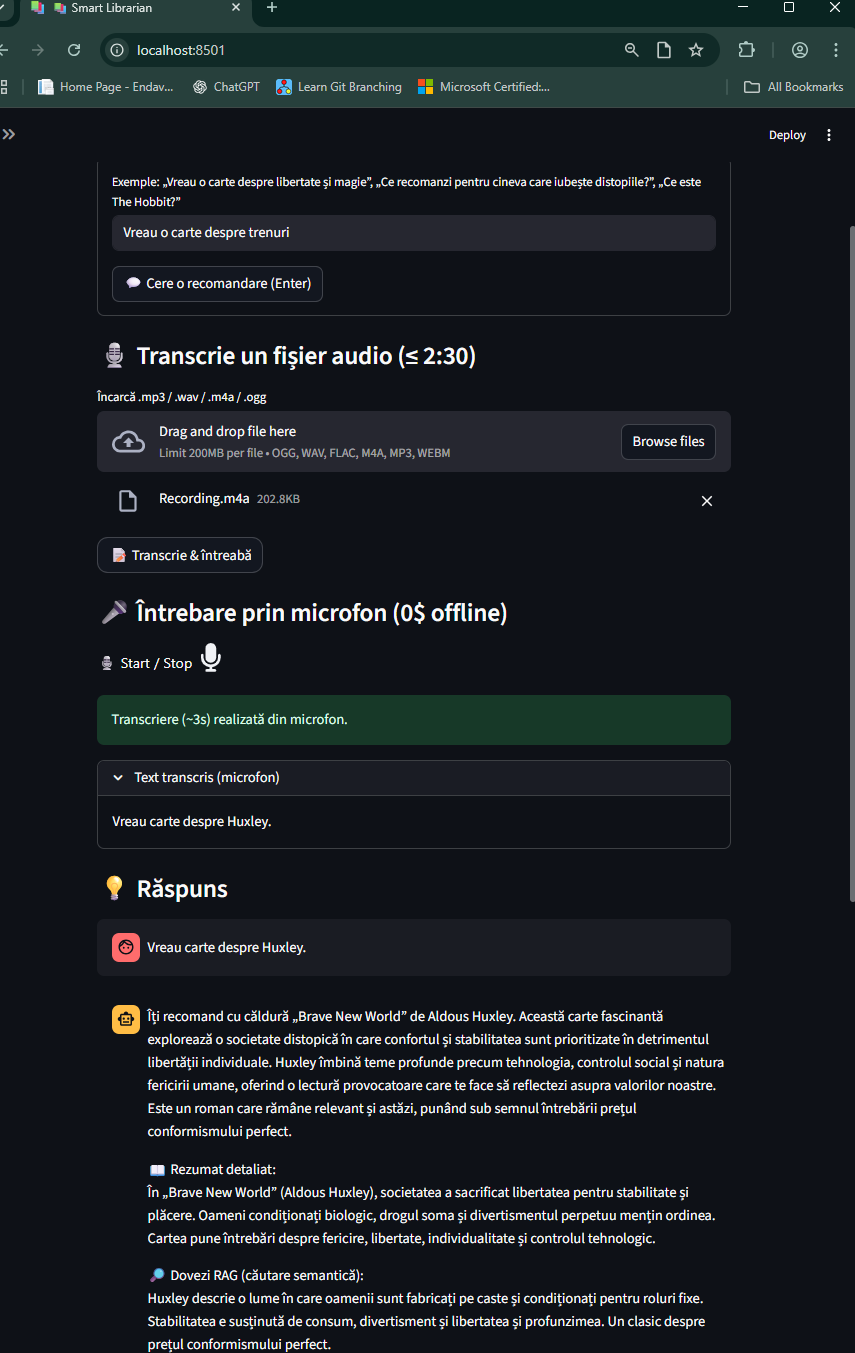 Smart Librarian
localhost:8501
Home Page - Endav...
ChatGPT
Learn Git Branching
Microsoft Certified:...
All Bookmarks
Deploy
Exemple: „Vreau o carte despre libertate și magie”, „Ce recomanzi pentru cineva care iubește distopiile?”, „Ce este
The Hobbit?”
Vreau o carte despre trenuri
Cere o recomandare (Enter)
Transcrie un fișier audio (≤ 2:30)
Încarcă .mp3 / .wav / .m4a / .ogg
Drag and drop file here
Limit 200MB per file • OGG, WAV, FLAC, M4A, MP3, WEBM
Browse files
Recording.m4a 202.8KB
Transcrie & întreabă
Întrebare prin microfon (0$ offline)
Start / Stop
Transcriere (~3s) realizată din microfon.
Text transcris (microfon)
Vreau carte despre Huxley.
Răspuns
Vreau carte despre Huxley.
Îți recomand cu căldură „Brave New World” de Aldous Huxley. Această carte fascinantă
explorează o societate distopică în care confortul și stabilitatea sunt prioritizate în detrimentul
libertății individuale. Huxley îmbină teme profunde precum tehnologia, controlul social și natura
fericirii umane, oferind o lectură provocatoare care te face să reflectezi asupra valorilor noastre.
Este un roman care rămâne relevant și astăzi, punând sub semnul întrebării prețul
conformismului perfect.
Rezumat detaliat:
În „Brave New World” (Aldous Huxley), societatea a sacrificat libertatea pentru stabilitate și
plăcere. Oameni condiționați biologic, drogul soma și divertismentul perpetuu mențin ordinea.
Cartea pune întrebări despre fericire, libertate, individualitate și controlul tehnologic.
Dovezi RAG (căutare semantică):
Huxley descrie o lume în care oamenii sunt fabricați pe caste și condiționați pentru roluri fixe.
Stabilitatea e susținută de consum, divertisment și libertatea și profunzimea. Un clasic despre
prețul conformismului perfect.